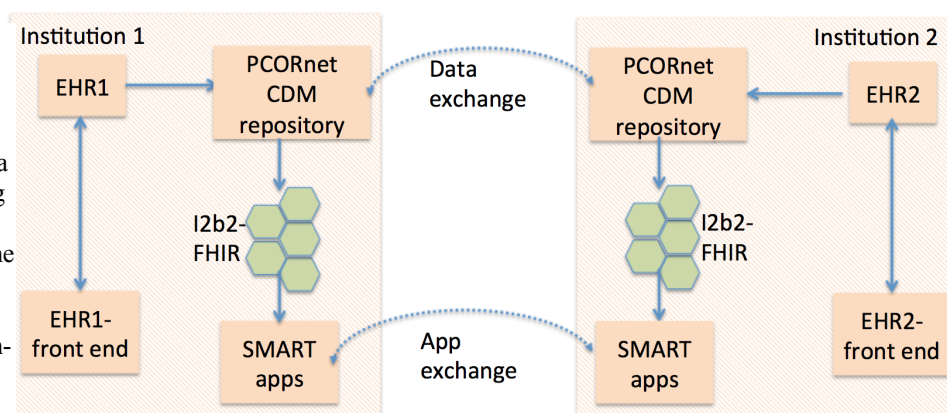 Institution 1
EHR1
PCORnet
CDM
repository
Data
exchange
PCORnet
CDM
repository
Institution 2
EHR2
a
g
I2b2-
FHIR
I2b2-
FHIR
EHR1-
front end
SMART
apps
App
exchange
SMART
apps
EHR2-
front end